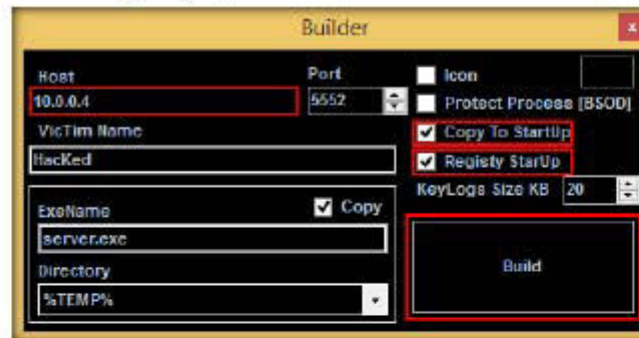 Builder
x
Host
Port
10.0.0.4
5552
VicTim Name
HacKed
ExeName
Copy
server.exe
Directory
%TEMP%
Icon
Protect Process [BSOD]
Copy To StartUp
Registy StarUp
KeyLogs Size KB
20
Build